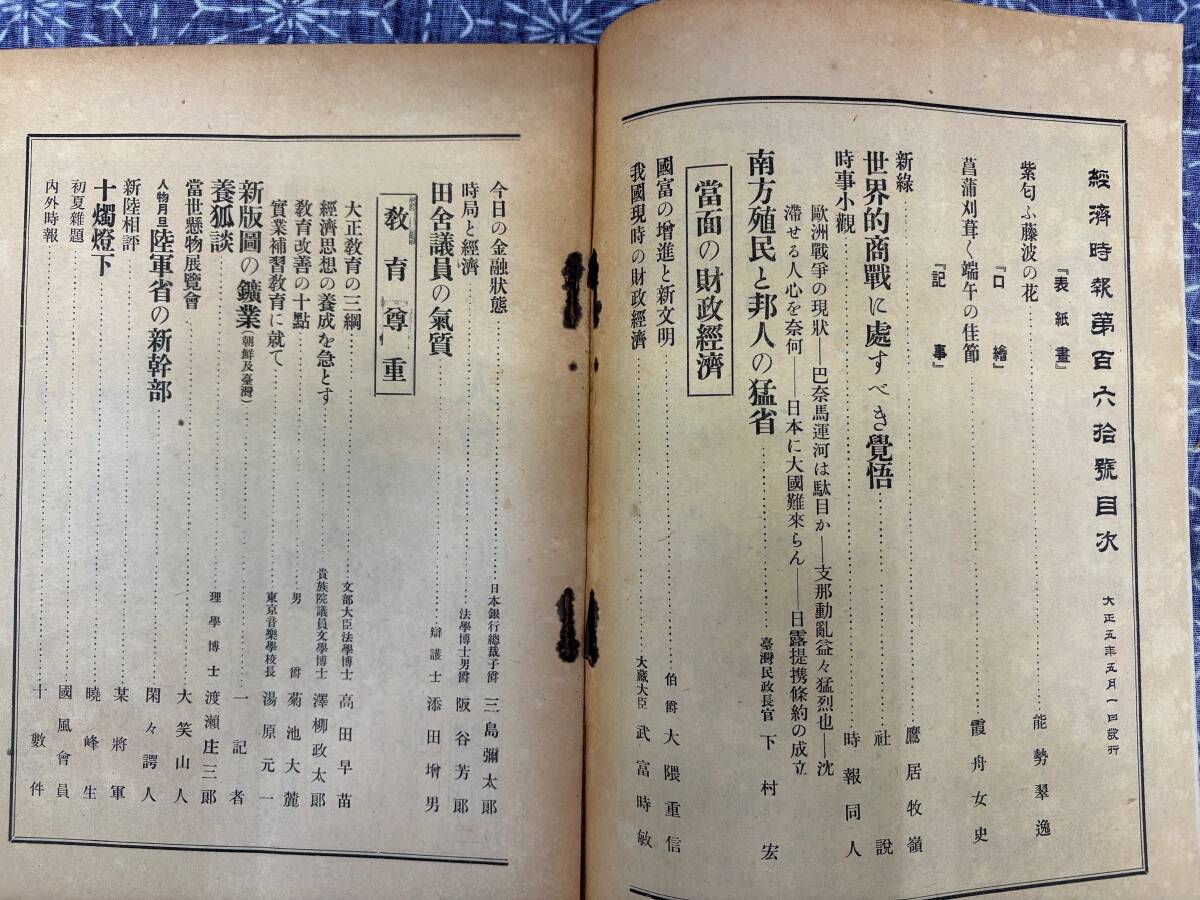 經濟時報第百六拾號目次 大正五年五月一日發行
『表紙畫』
紫匂ふ藤波の花 能勢翠逸
『口繪』
菖蒲刈葺く端午の佳節 霞舟女史
『記事』
新綠 鷹居牧嶺
世界的商戰に處すべき覺悟 社說
時事小觀 時報同人
歐洲戰爭の現狀―巴奈馬運河は駄目か―支那動亂益々猛烈也―沈
滯せる人心を奈何―日本に大國難來らん―日露提携條約の成立
南方殖民と邦人の猛省 臺灣民政長官 下村宏
當面の財政經濟
國富の增進と新文明 伯爵 大隈重信
我國現時の財政經濟 大藏大臣 武富時敏
今日の金融狀態 日本銀行總裁子爵 三島彌太郎
時局と經濟 法學博士男爵 阪谷芳郎
田舍議員の氣質 辯護士 添田增男
敎育尊重
大正敎育の三綱 文部大臣法學博士 高田早苗
經濟思想の養成を急とす 貴族院議員文學博士 澤柳政太郎
敎育改善の十點 男爵 菊池大麓
實業補習敎育に就て 東京音樂學校長 湯原元一
新版圖の鑛業(朝鮮及臺灣) 一記者
養狐談 理學博士 渡瀨庄三郎
當世懸物展覽會 大笑山人
人物月旦 陸軍省の新幹部 閑々諤人
新陸相評 某將軍
十燭燈下 曉峰生
初夏雜題 國風會員
內外時報 十數件